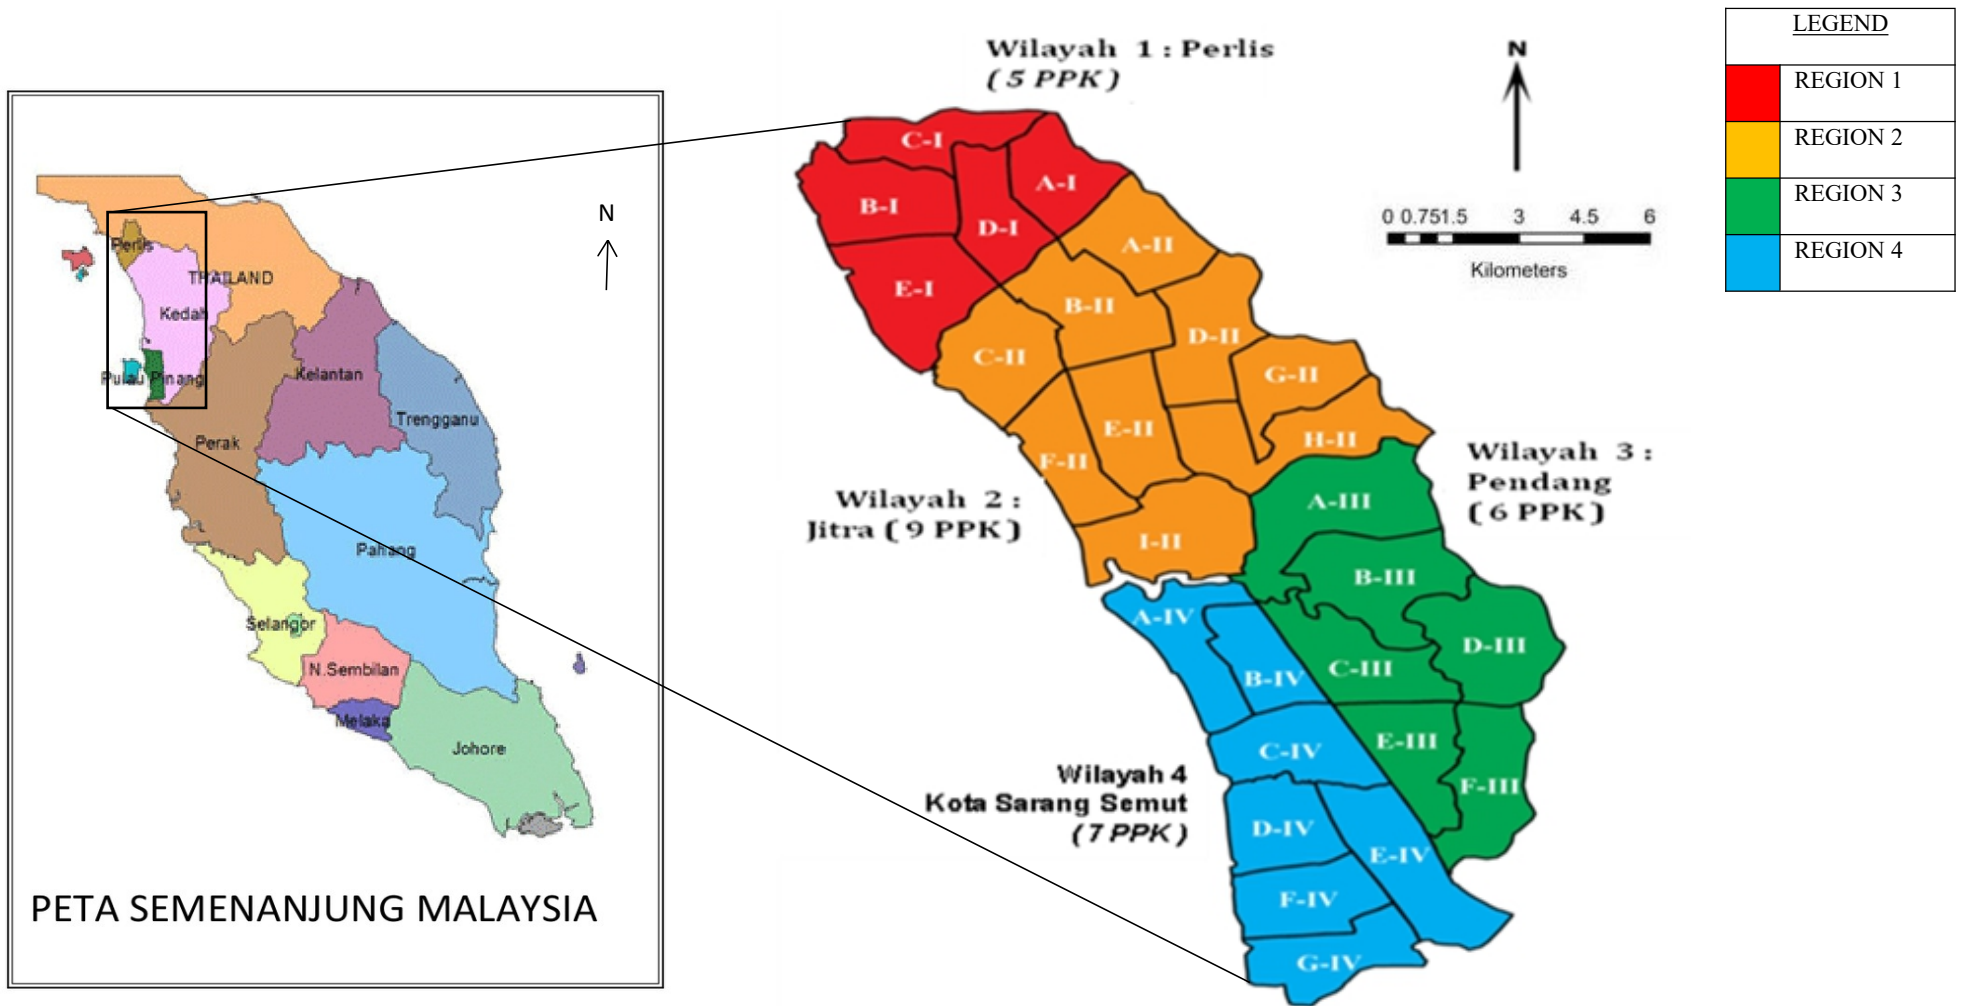 Perlis
THAILAND
Kedah
Pulau Pinang
Kelantan
Trengganu
Perak
Pahang
Selangor
N.Sembilan
Melaka
Johore
N
PETA SEMENANJUNG MALAYSIA
Wilayah 1 : Perlis
( 5 PPK )
C-I
A-I
B-I
D-I
E-I
A-II
B-II
D-II
C-II
G-II
E-II
H-II
F-II
I-II
Wilayah 2 :
Jitra ( 9 PPK )
Wilayah 3 :
Pendang
( 6 PPK )
A-III
B-III
D-III
C-III
E-III
F-III
A-IV
B-IV
C-IV
D-IV
E-IV
F-IV
G-IV
Wilayah 4
Kota Sarang Semut
(7 PPK )
N
0 0.751.5 3 4.5 6
Kilometers
LEGEND
REGION 1
REGION 2
REGION 3
REGION 4